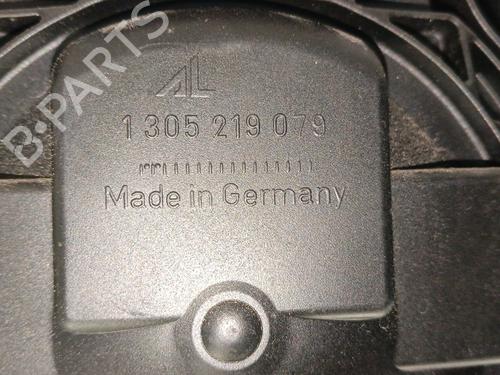 B-PARTS
AL
1 305 219 079
Made in Germany